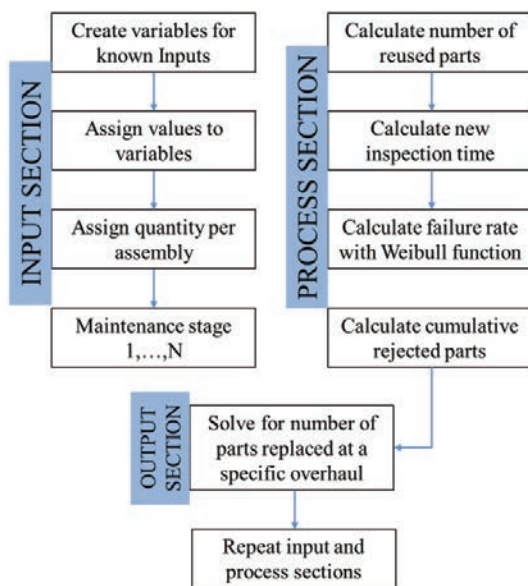 INPUT SECTION
Create variables for
known Inputs
Assign values to
variables
Assign quantity per
assembly
Maintenance stage
1,…,N
PROCESS SECTION
Calculate number of
reused parts
Calculate new
inspection time
Calculate failure rate
with Weibull function
Calculate cumulative
rejected parts
OUTPUT
SECTION
Solve for number of
parts replaced at a
specific overhaul
Repeat input and
process sections